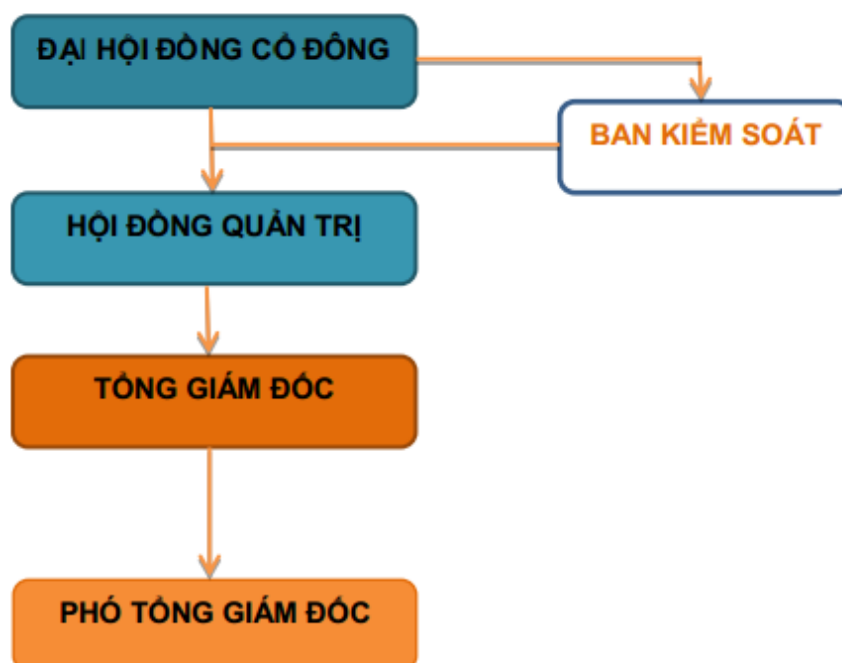 ĐẠI HỘI ĐỒNG CỔ ĐÔNG
BAN KIỂM SOÁT
HỘI ĐỒNG QUẢN TRỊ
TỔNG GIÁM ĐỐC
PHÓ TỔNG GIÁM ĐỐC